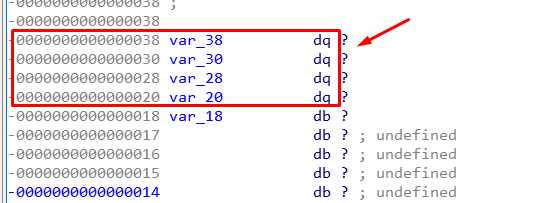 -0000000000000038 ;
-0000000000000038
-0000000000000038 var_38 dq ?
-0000000000000030 var_30 dq ?
-0000000000000028 var_28 dq ?
-0000000000000020 var_20 dq ?
-0000000000000018 var_18 db ?
-0000000000000017 db ? ; undefined
-0000000000000016 db ? ; undefined
-0000000000000015 db ? ; undefined
-0000000000000014 db ? ; undefined